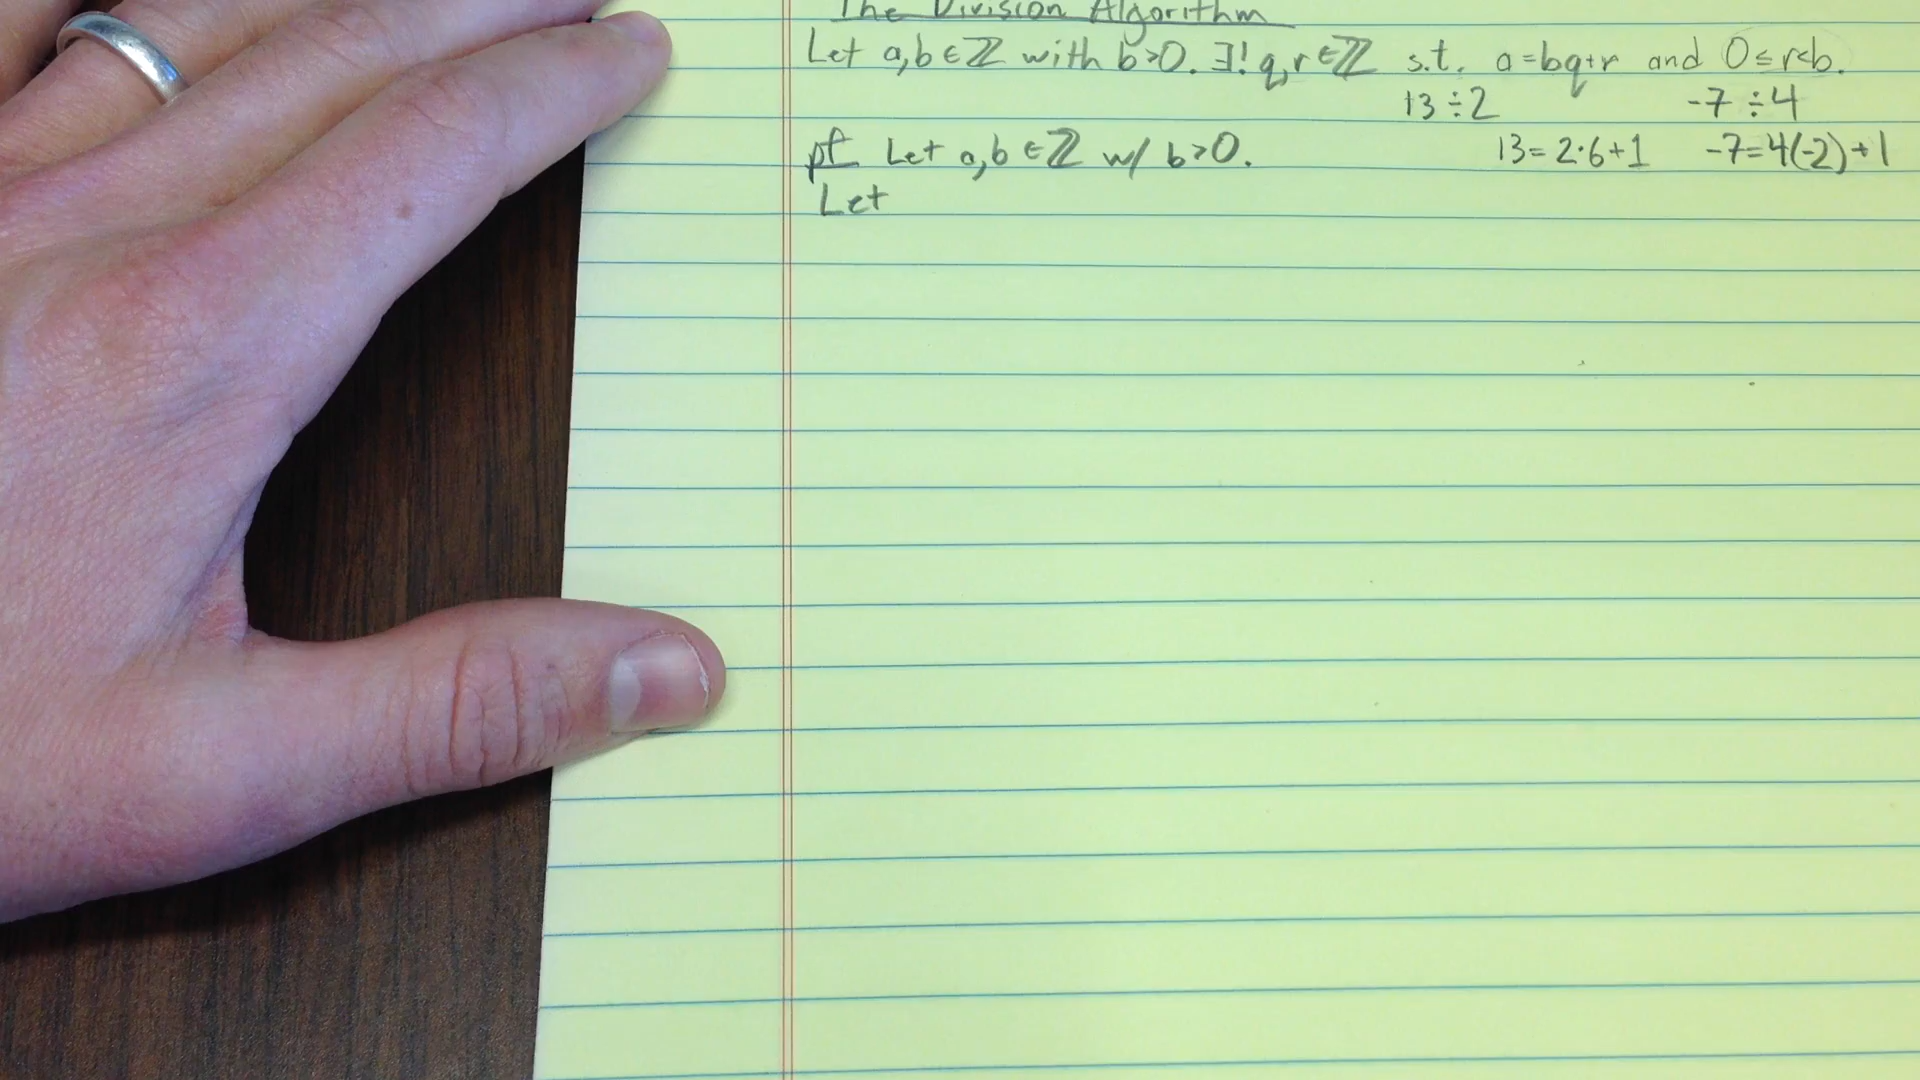 The Division Algorithm
Let a,b ∈ ℤ with b>0. ∃! q,r ∈ ℤ s.t. a=bq+r and 0≤r<b.
13 ÷ 2 -7 ÷ 4
pf Let a,b ∈ ℤ w/ b>0. 13=2·6+1 -7=4(-2)+1
Let